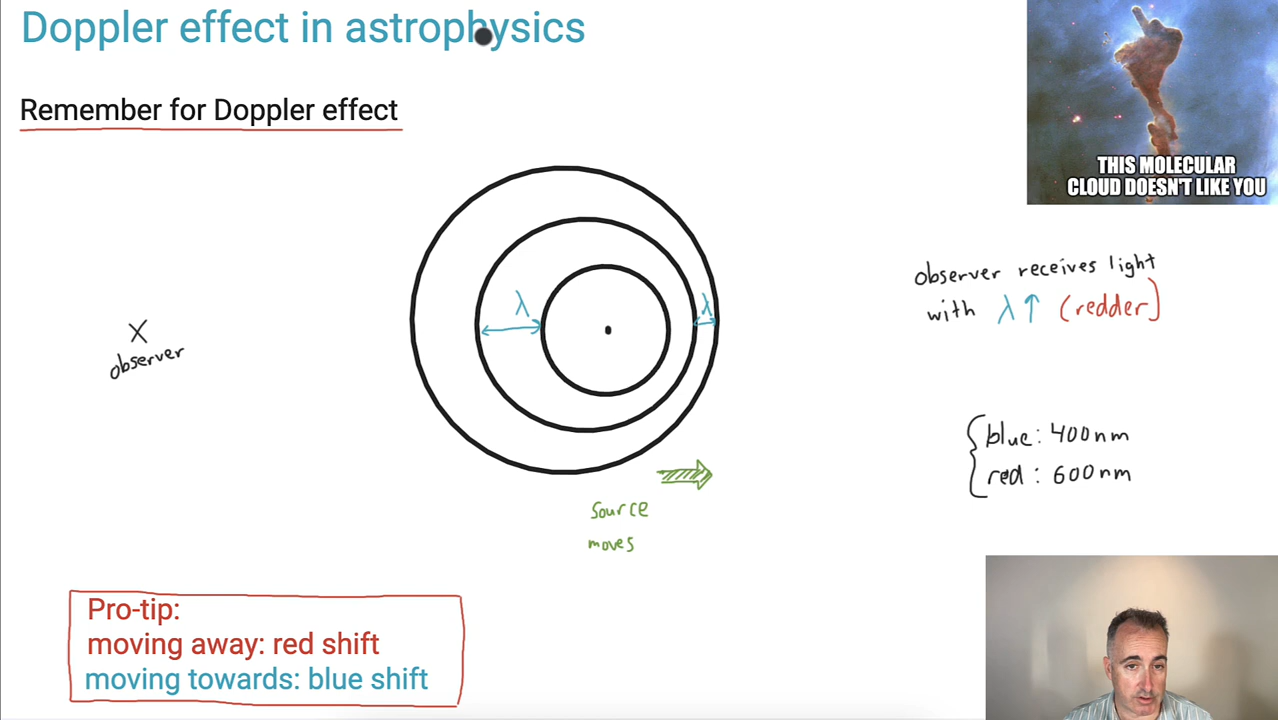 Doppler effect in astrophysics
Remember for Doppler effect
THIS MOLECULAR
CLOUD DOESN'T LIKE YOU
observer receives light
with λ↑ (redder)
λ
λ
X
observer
blue: 400nm
red: 600nm
source
moves
Pro-tip:
moving away: red shift
moving towards: blue shift